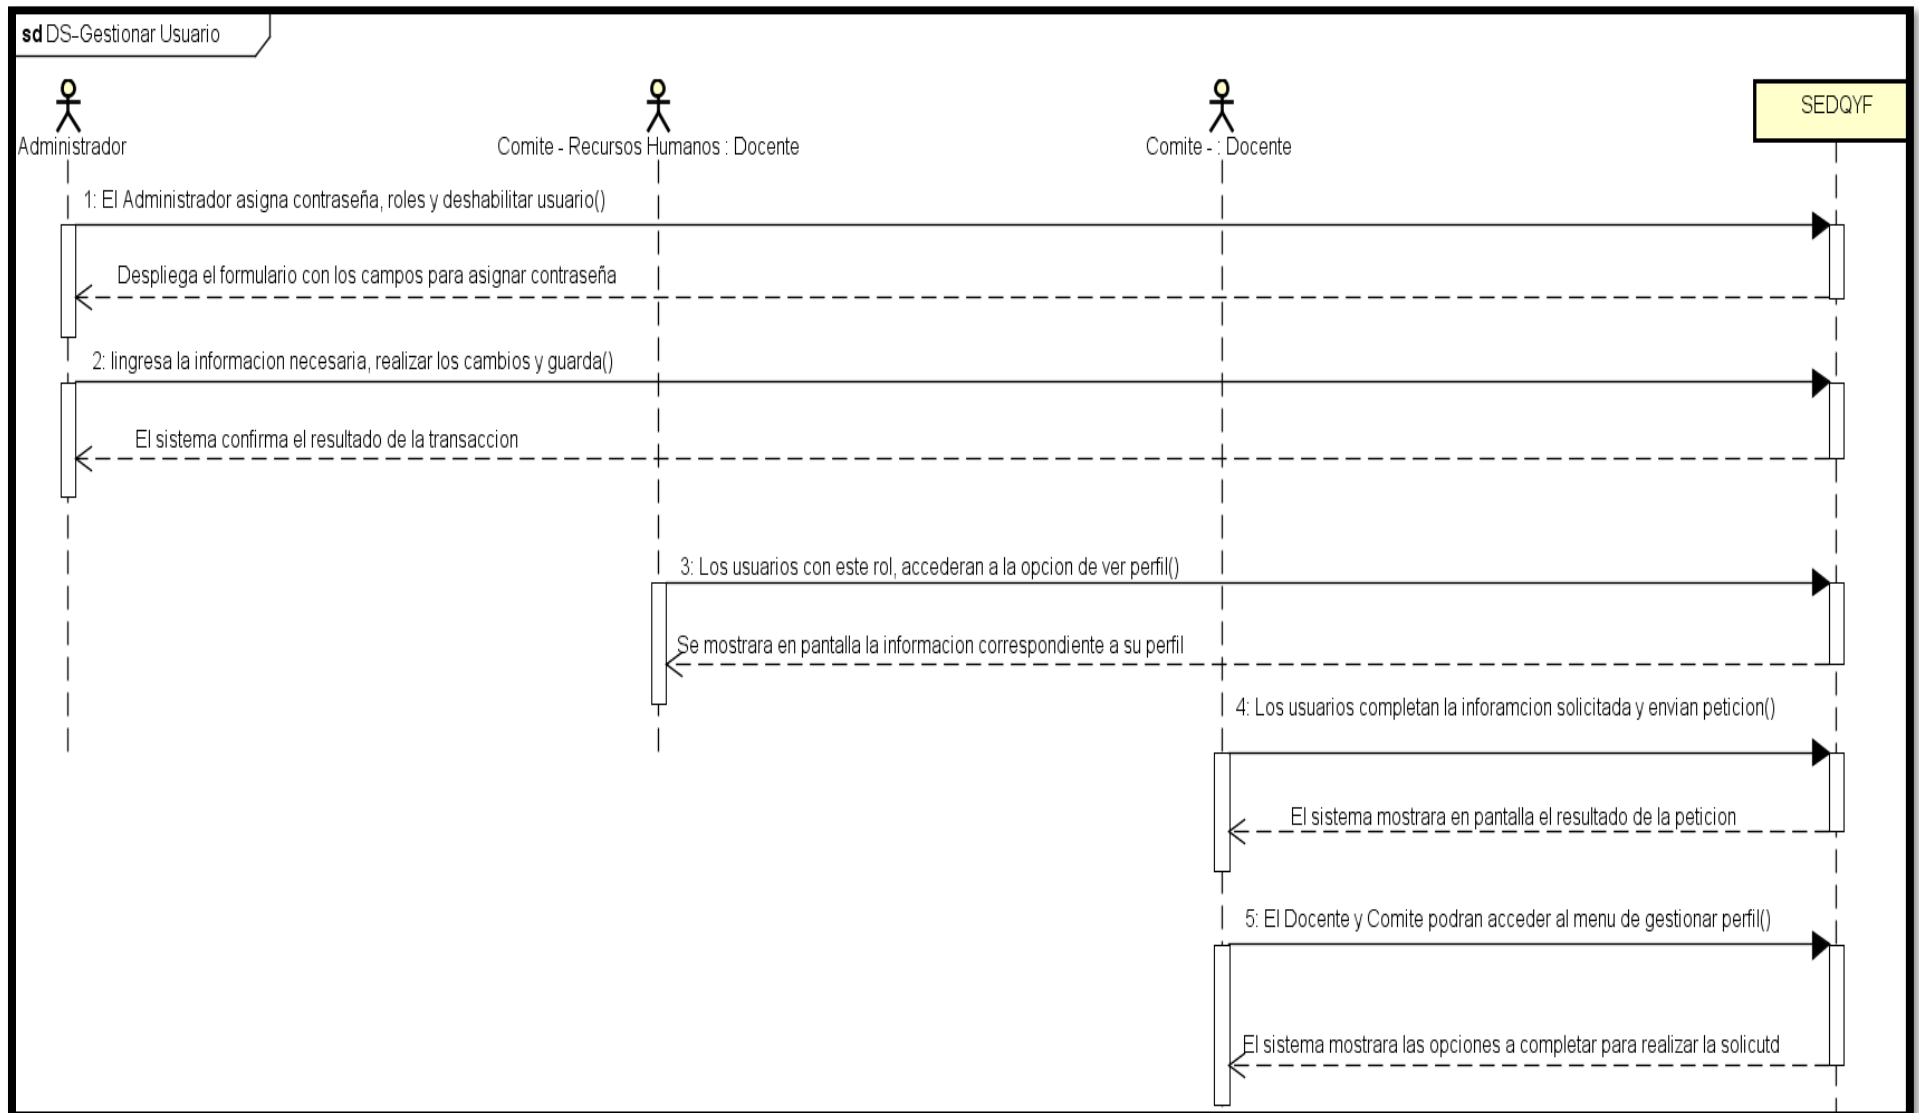 sd DS-Gestionar Usuario
Administrador
Comite - Recursos Humanos : Docente
Comite - : Docente
SEDQYF
1: El Administrador asigna contraseña, roles y deshabilitar usuario()
Despliega el formulario con los campos para asignar contraseña
2: Iingresa la informacion necesaria, realizar los cambios y guarda()
El sistema confirma el resultado de la transaccion
3: Los usuarios con este rol, accederan a la opcion de ver perfil()
Se mostrara en pantalla la informacion correspondiente a su perfil
4: Los usuarios completan la inforamcion solicitada y envian peticion()
El sistema mostrara en pantalla el resultado de la peticion
5: El Docente y Comite podran acceder al menu de gestionar perfil()
El sistema mostrara las opciones a completar para realizar la solicutd